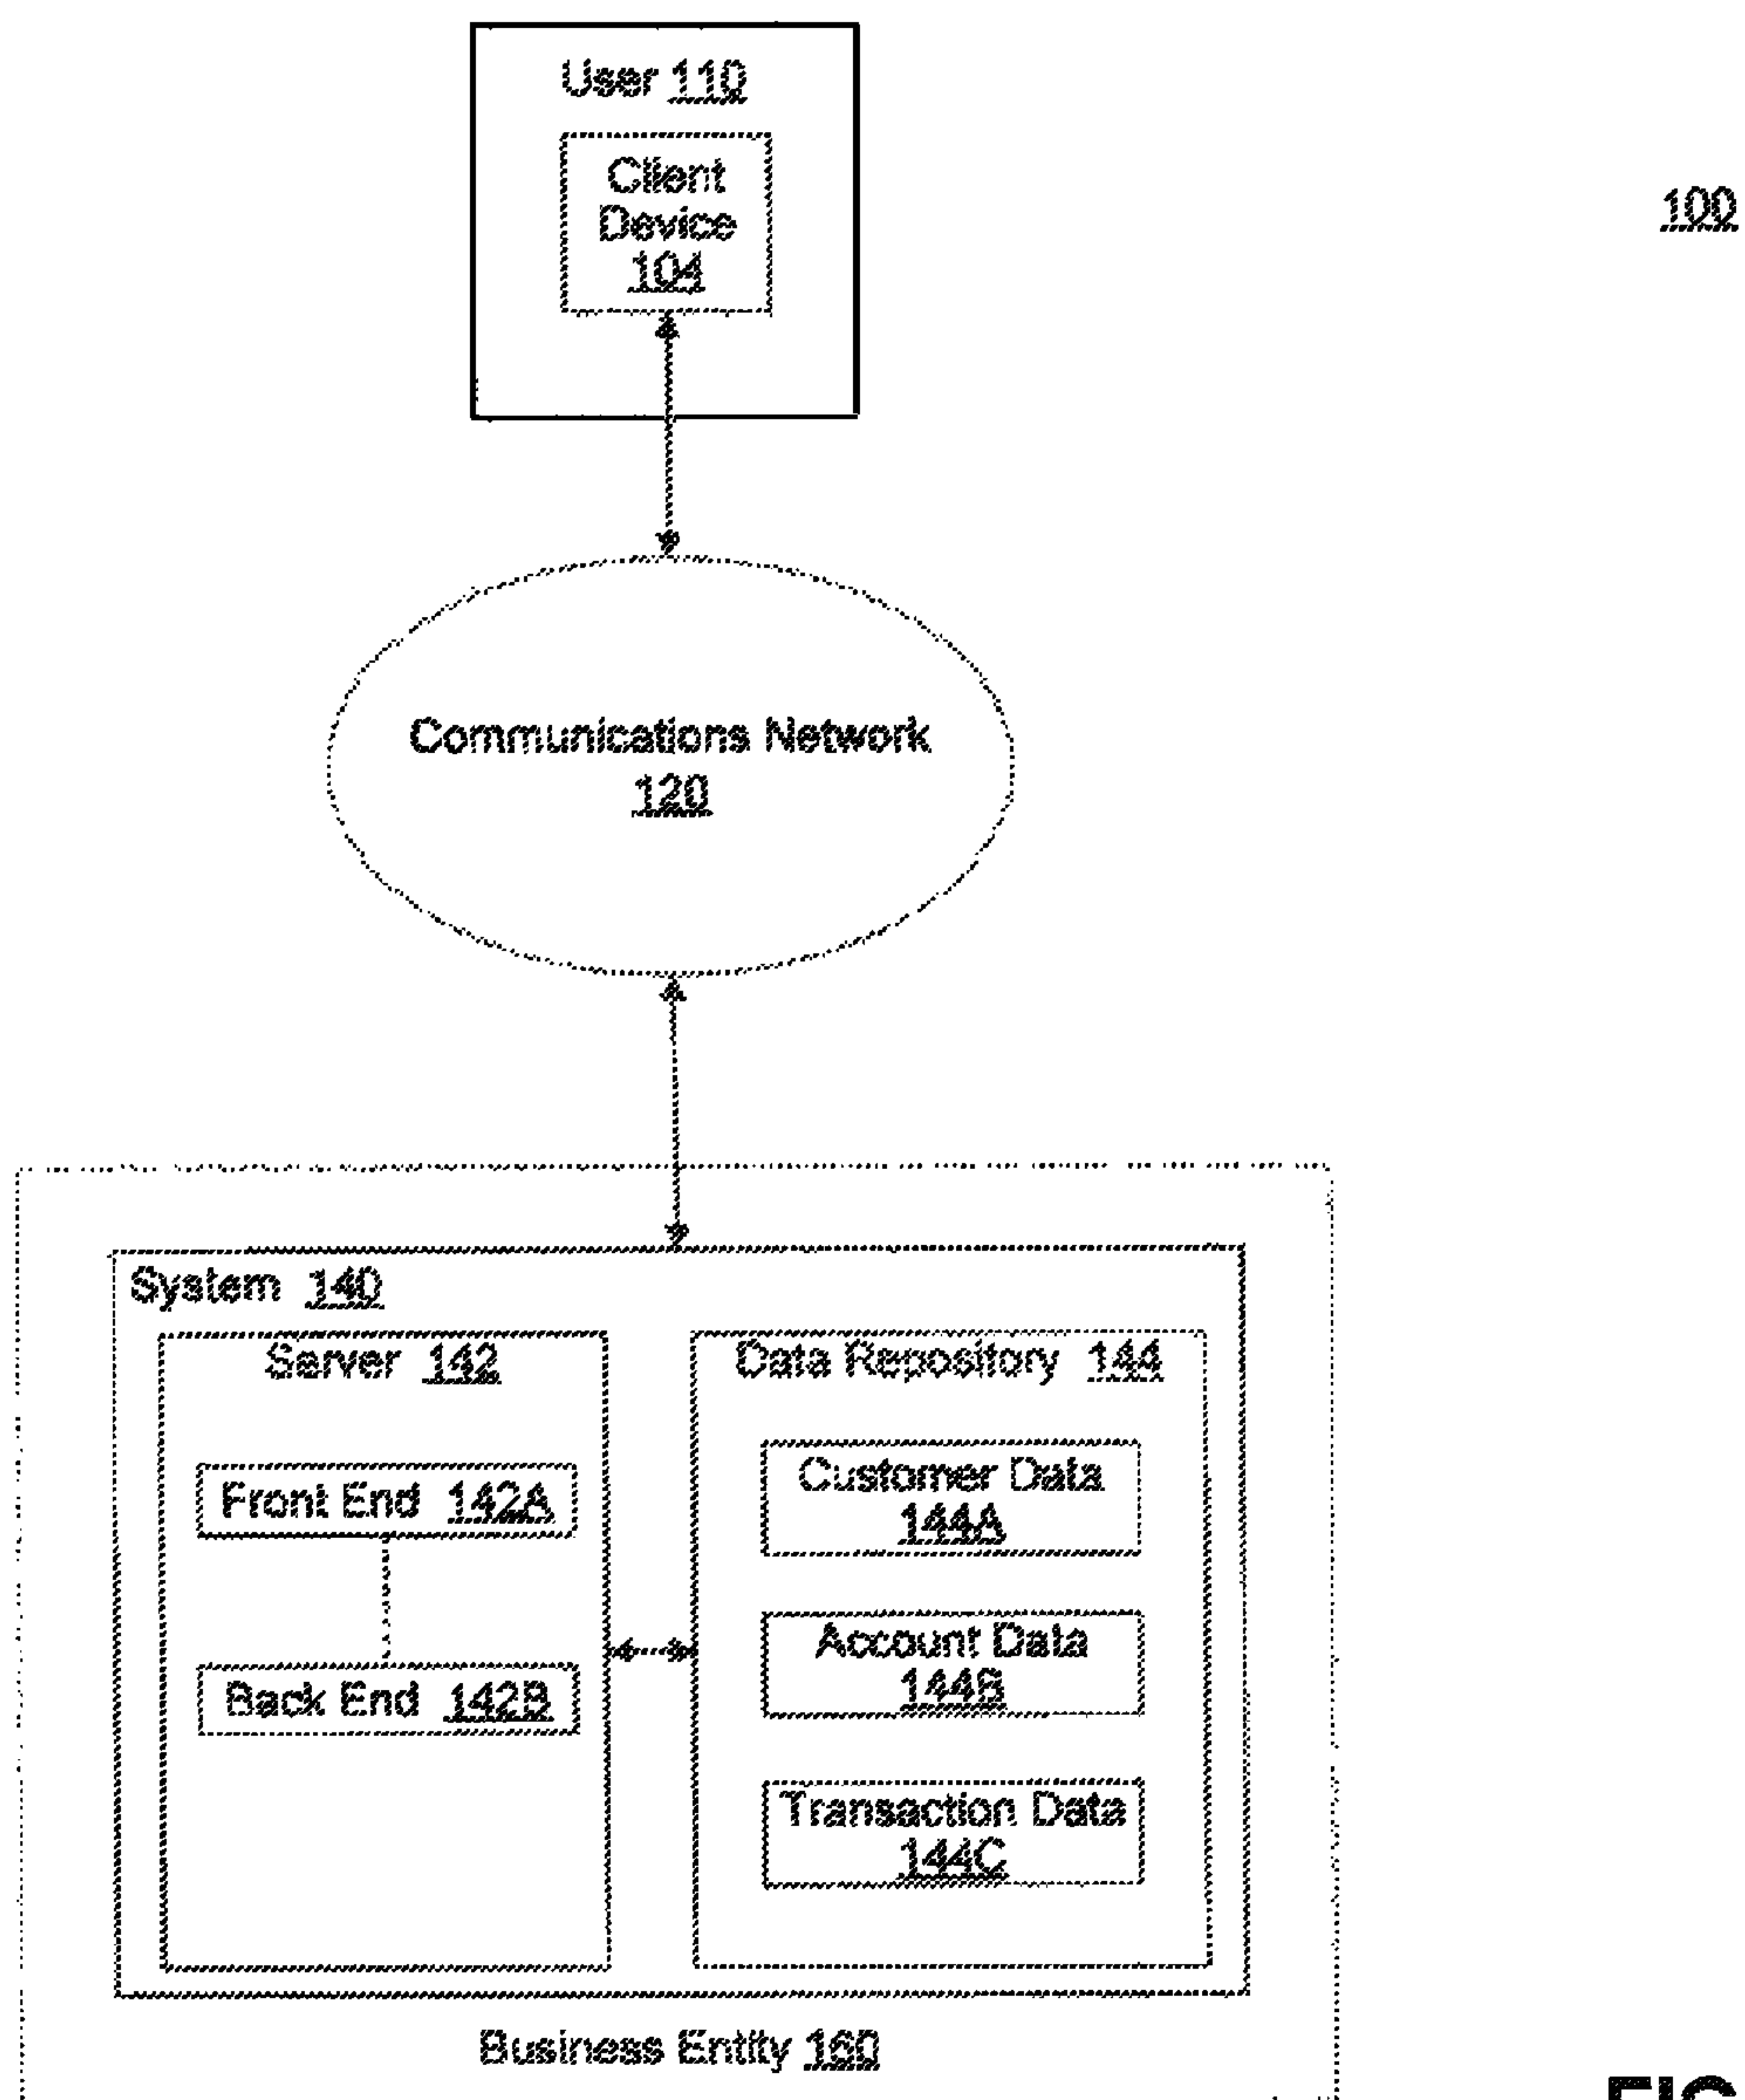 User 110
Client
Device
104
100
Communications Network
120
System 140
Server 142
Data Repository 144
Front End 142A
Customer Data
144A
Back End 142B
Account Data
144B
Transaction Data
144C
Business Entity 160
FIG